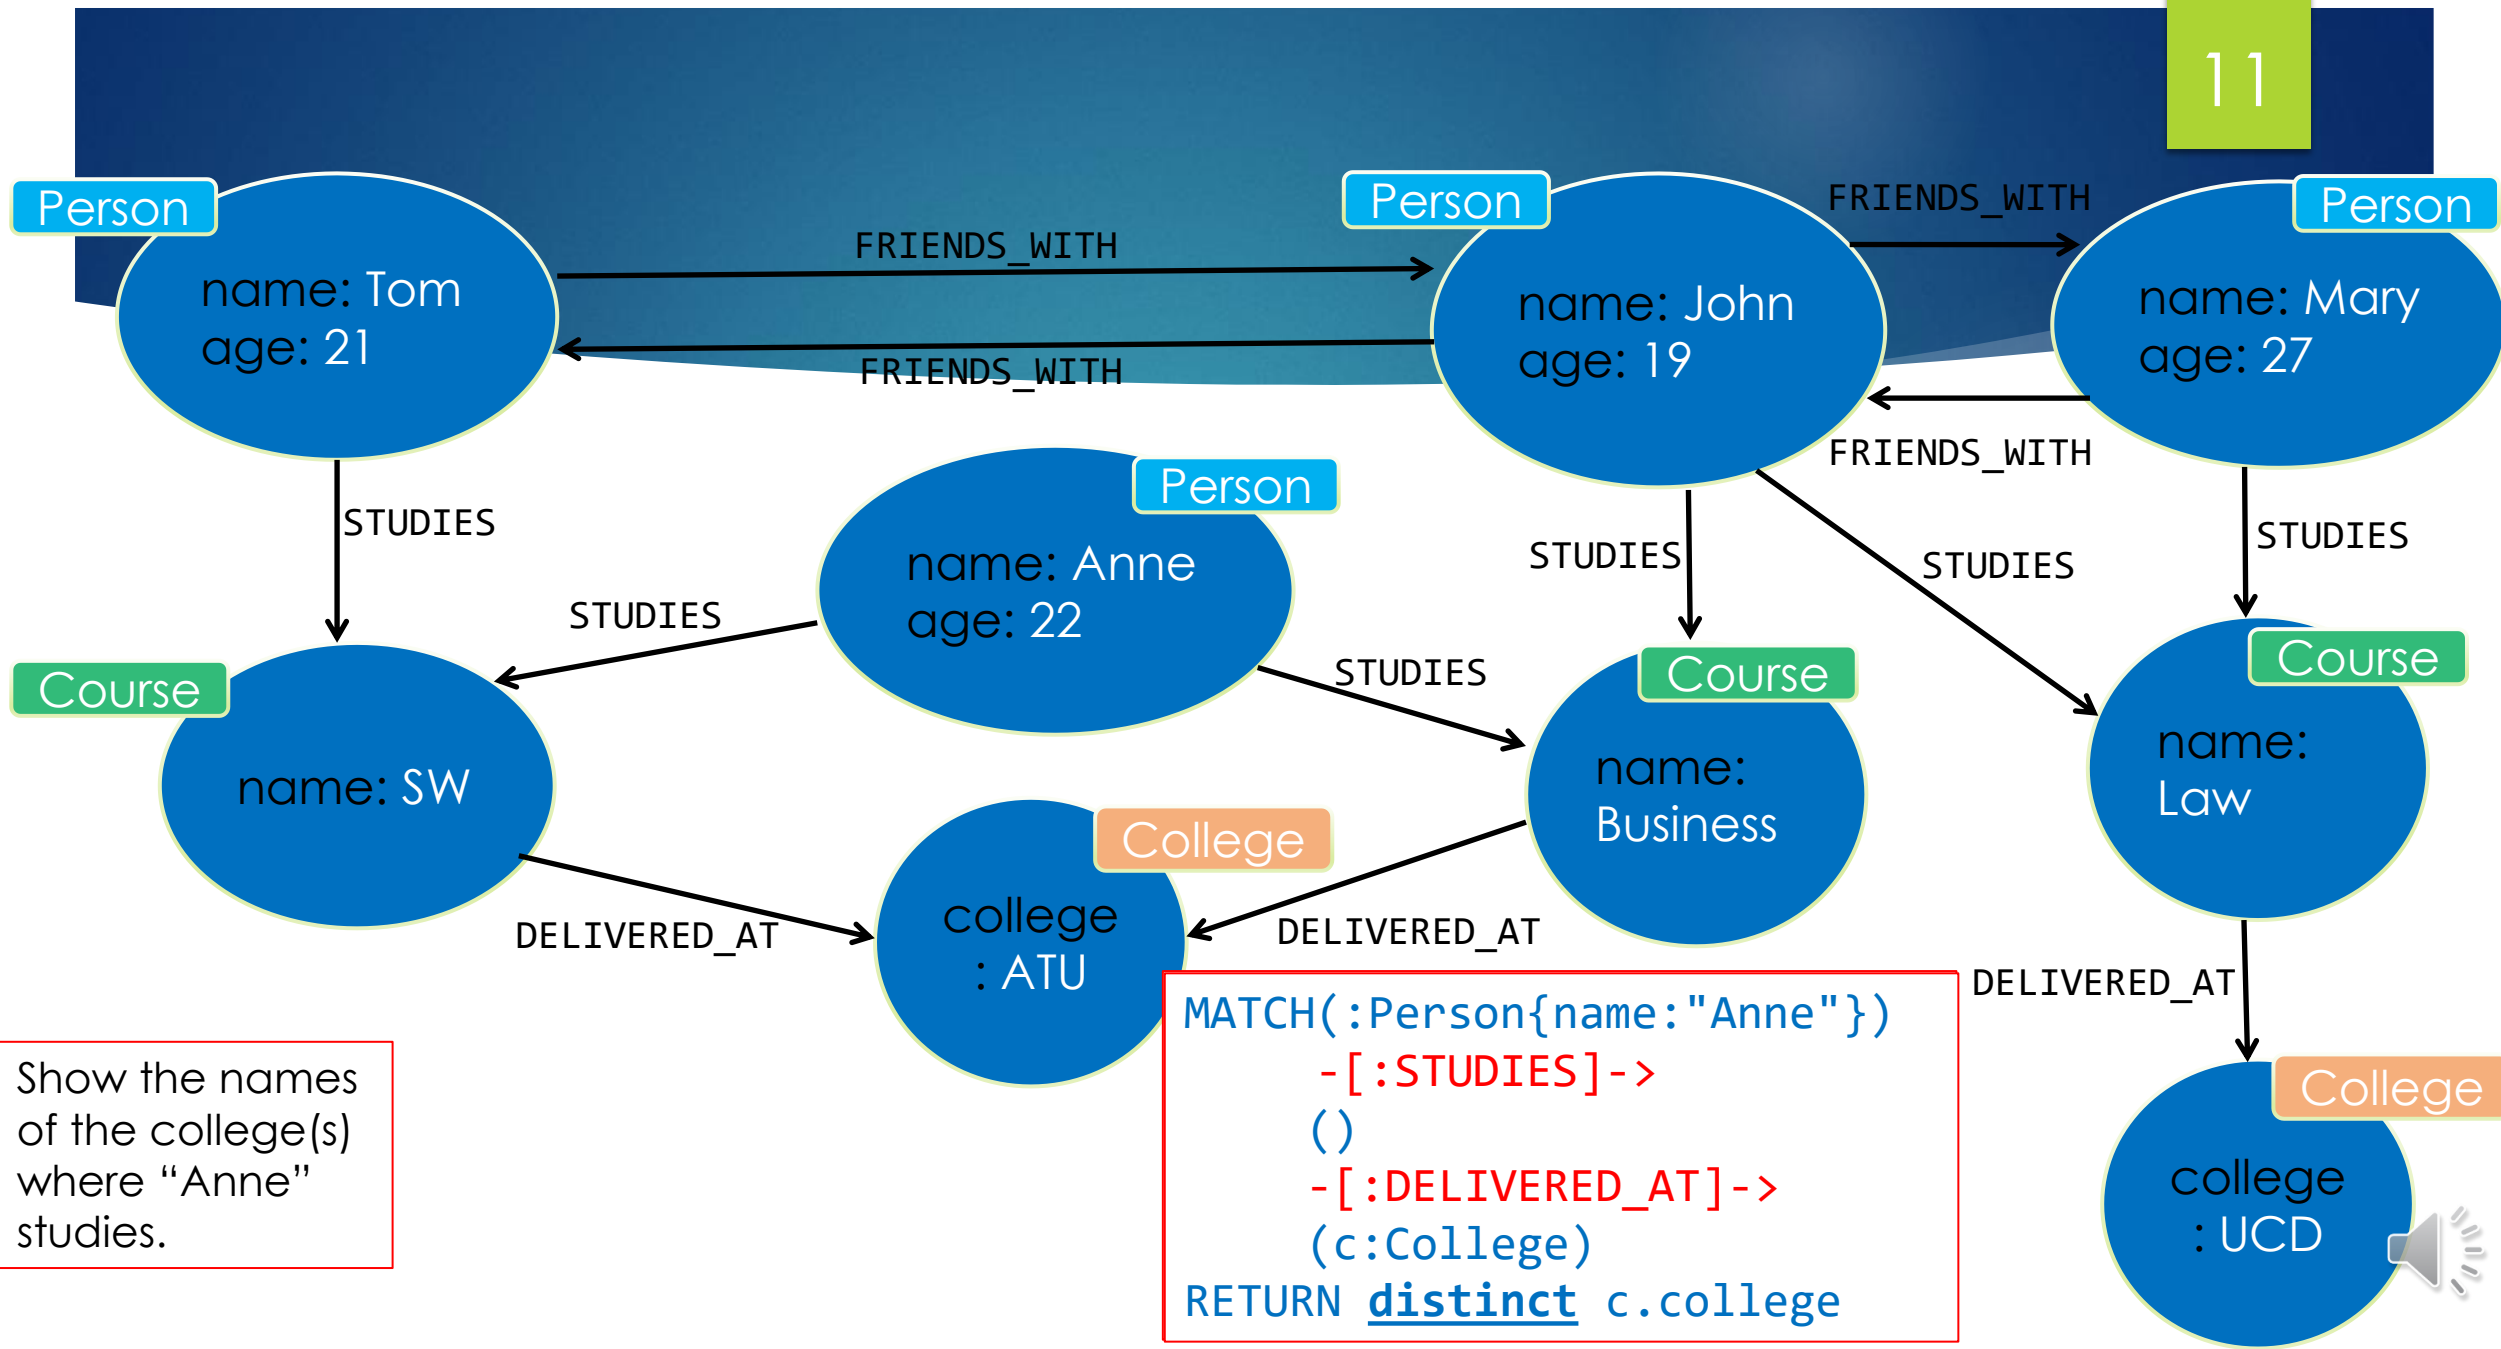 11
Person
Person
FRIENDS_WITH
Person
FRIENDS_WITH
name: Tom
age: 21
name: John
age: 19
name: Mary
age: 27
FRIENDS_WITH
FRIENDS_WITH
Person
STUDIES
name: Anne
age: 22
STUDIES
STUDIES
STUDIES
STUDIES
STUDIES
Course
Course
Course
name: SW
name:
Business
name:
Law
College
college
: ATU
DELIVERED_AT
DELIVERED_AT
DELIVERED_AT
Show the names
of the college(s)
where “Anne”
studies.
MATCH(:Person{name:"Anne"})
-[:STUDIES]->
()
-[:DELIVERED_AT]->
(c:College)
RETURN distinct c.college
College
college
: UCD